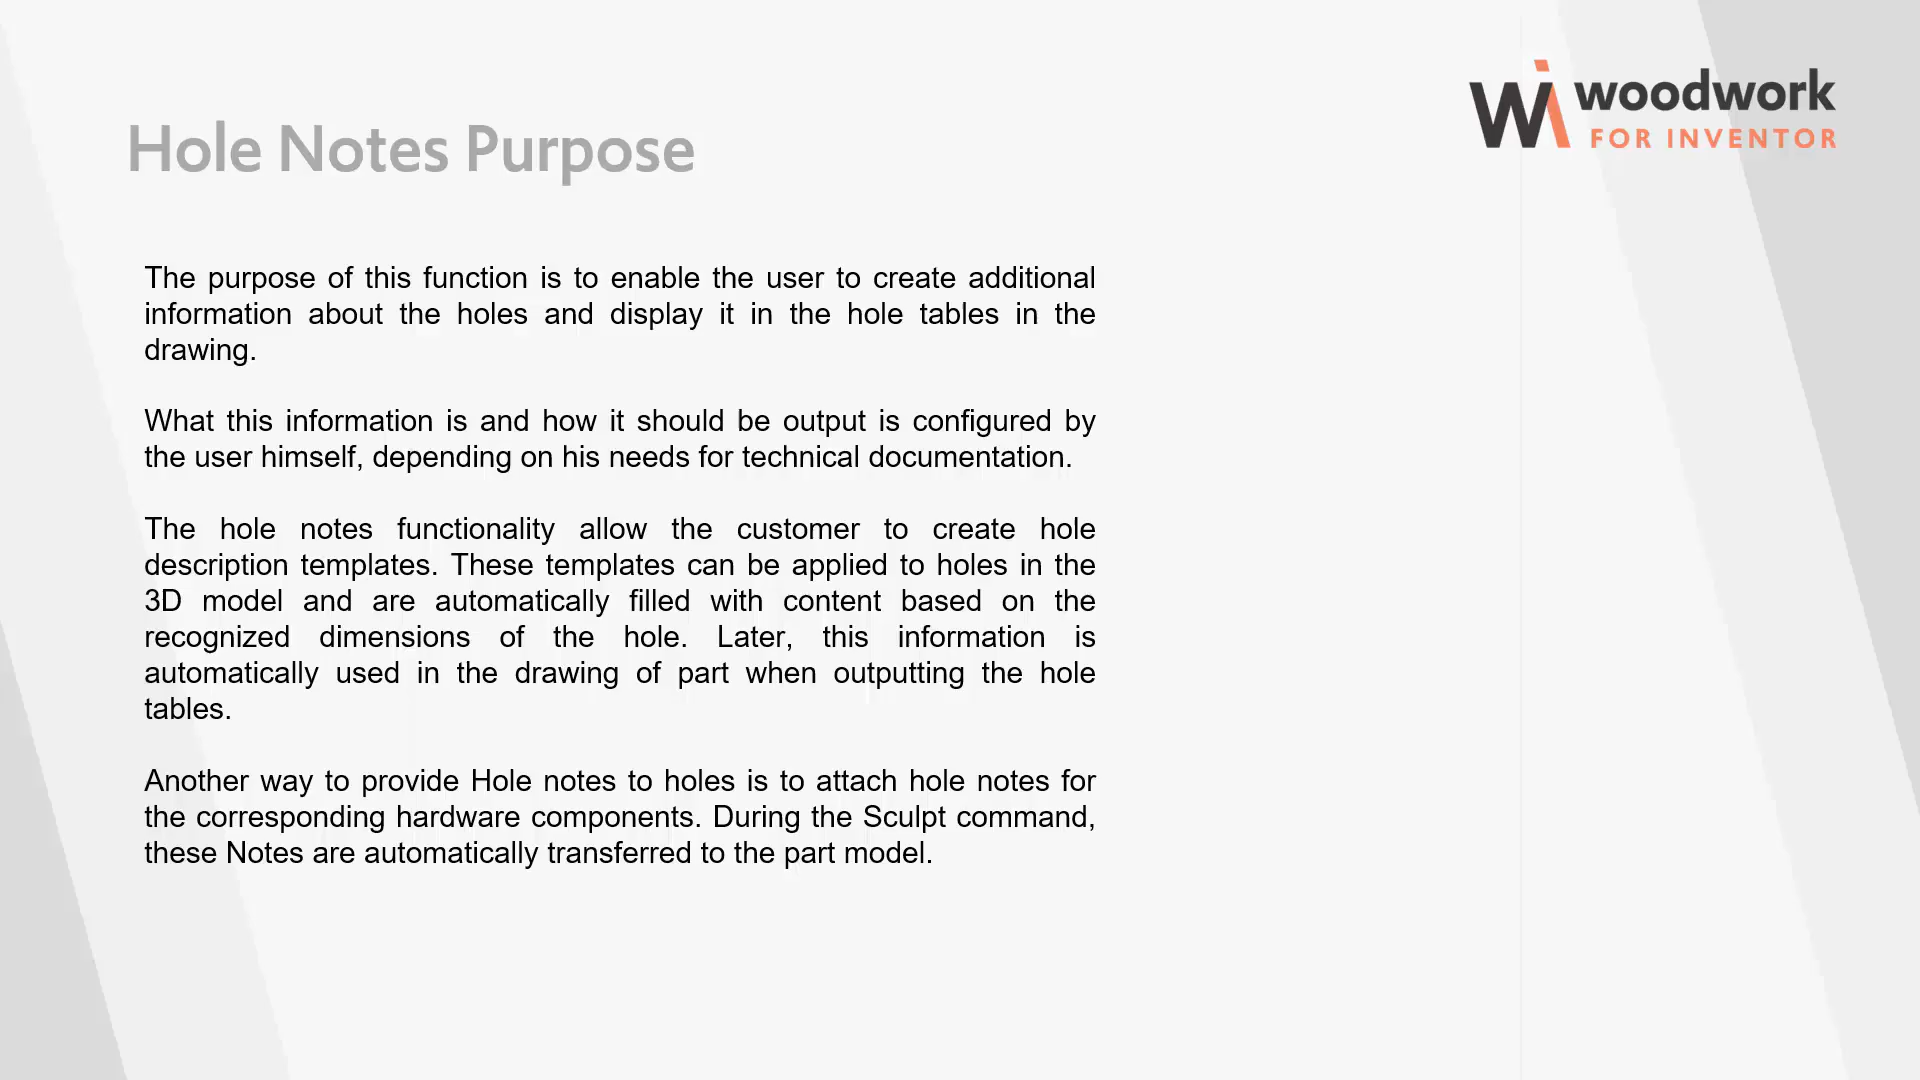 Hole Notes Purpose
Wi woodwork
FOR INVENTOR
The purpose of this function is to enable the user to create additional
information about the holes and display it in the hole tables in the
drawing.
What this information is and how it should be output is configured by
the user himself, depending on his needs for technical documentation.
The hole notes functionality allow the customer to create hole
description templates. These templates can be applied to holes in the
3D model and are automatically filled with content based on the
recognized dimensions of the hole. Later, this information is
automatically used in the drawing of part when outputting the hole
tables.
Another way to provide Hole notes to holes is to attach hole notes for
the corresponding hardware components. During the Sculpt command,
these Notes are automatically transferred to the part model.